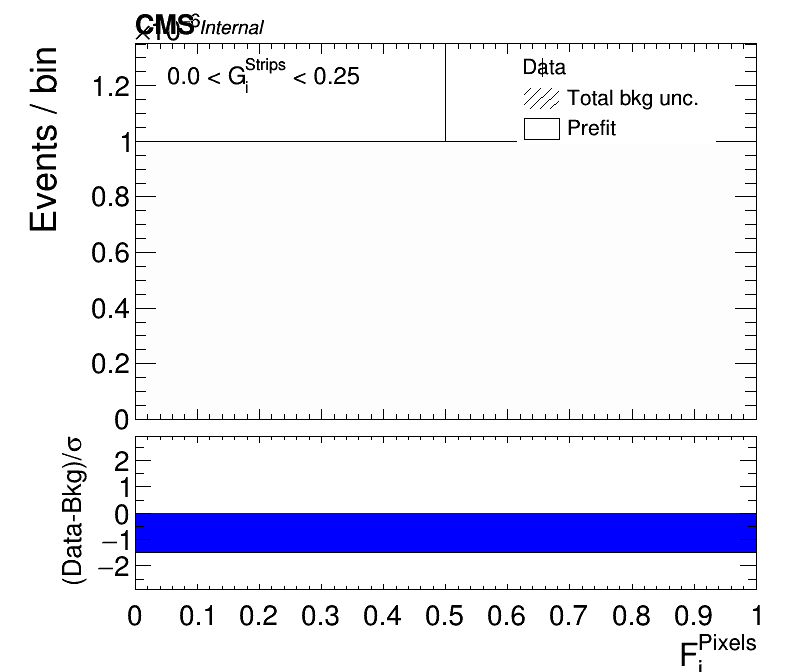 CMS Internal
×10⁻⁶
Events / bin
0.0 < G_i^Strips < 0.25
Data
Total bkg unc.
Prefit
1.2
1
0.8
0.6
0.4
0.2
0
(Data-Bkg)/σ
2
1
0
−1
−2
0 0.1 0.2 0.3 0.4 0.5 0.6 0.7 0.8 0.9 1
F_i^Pixels